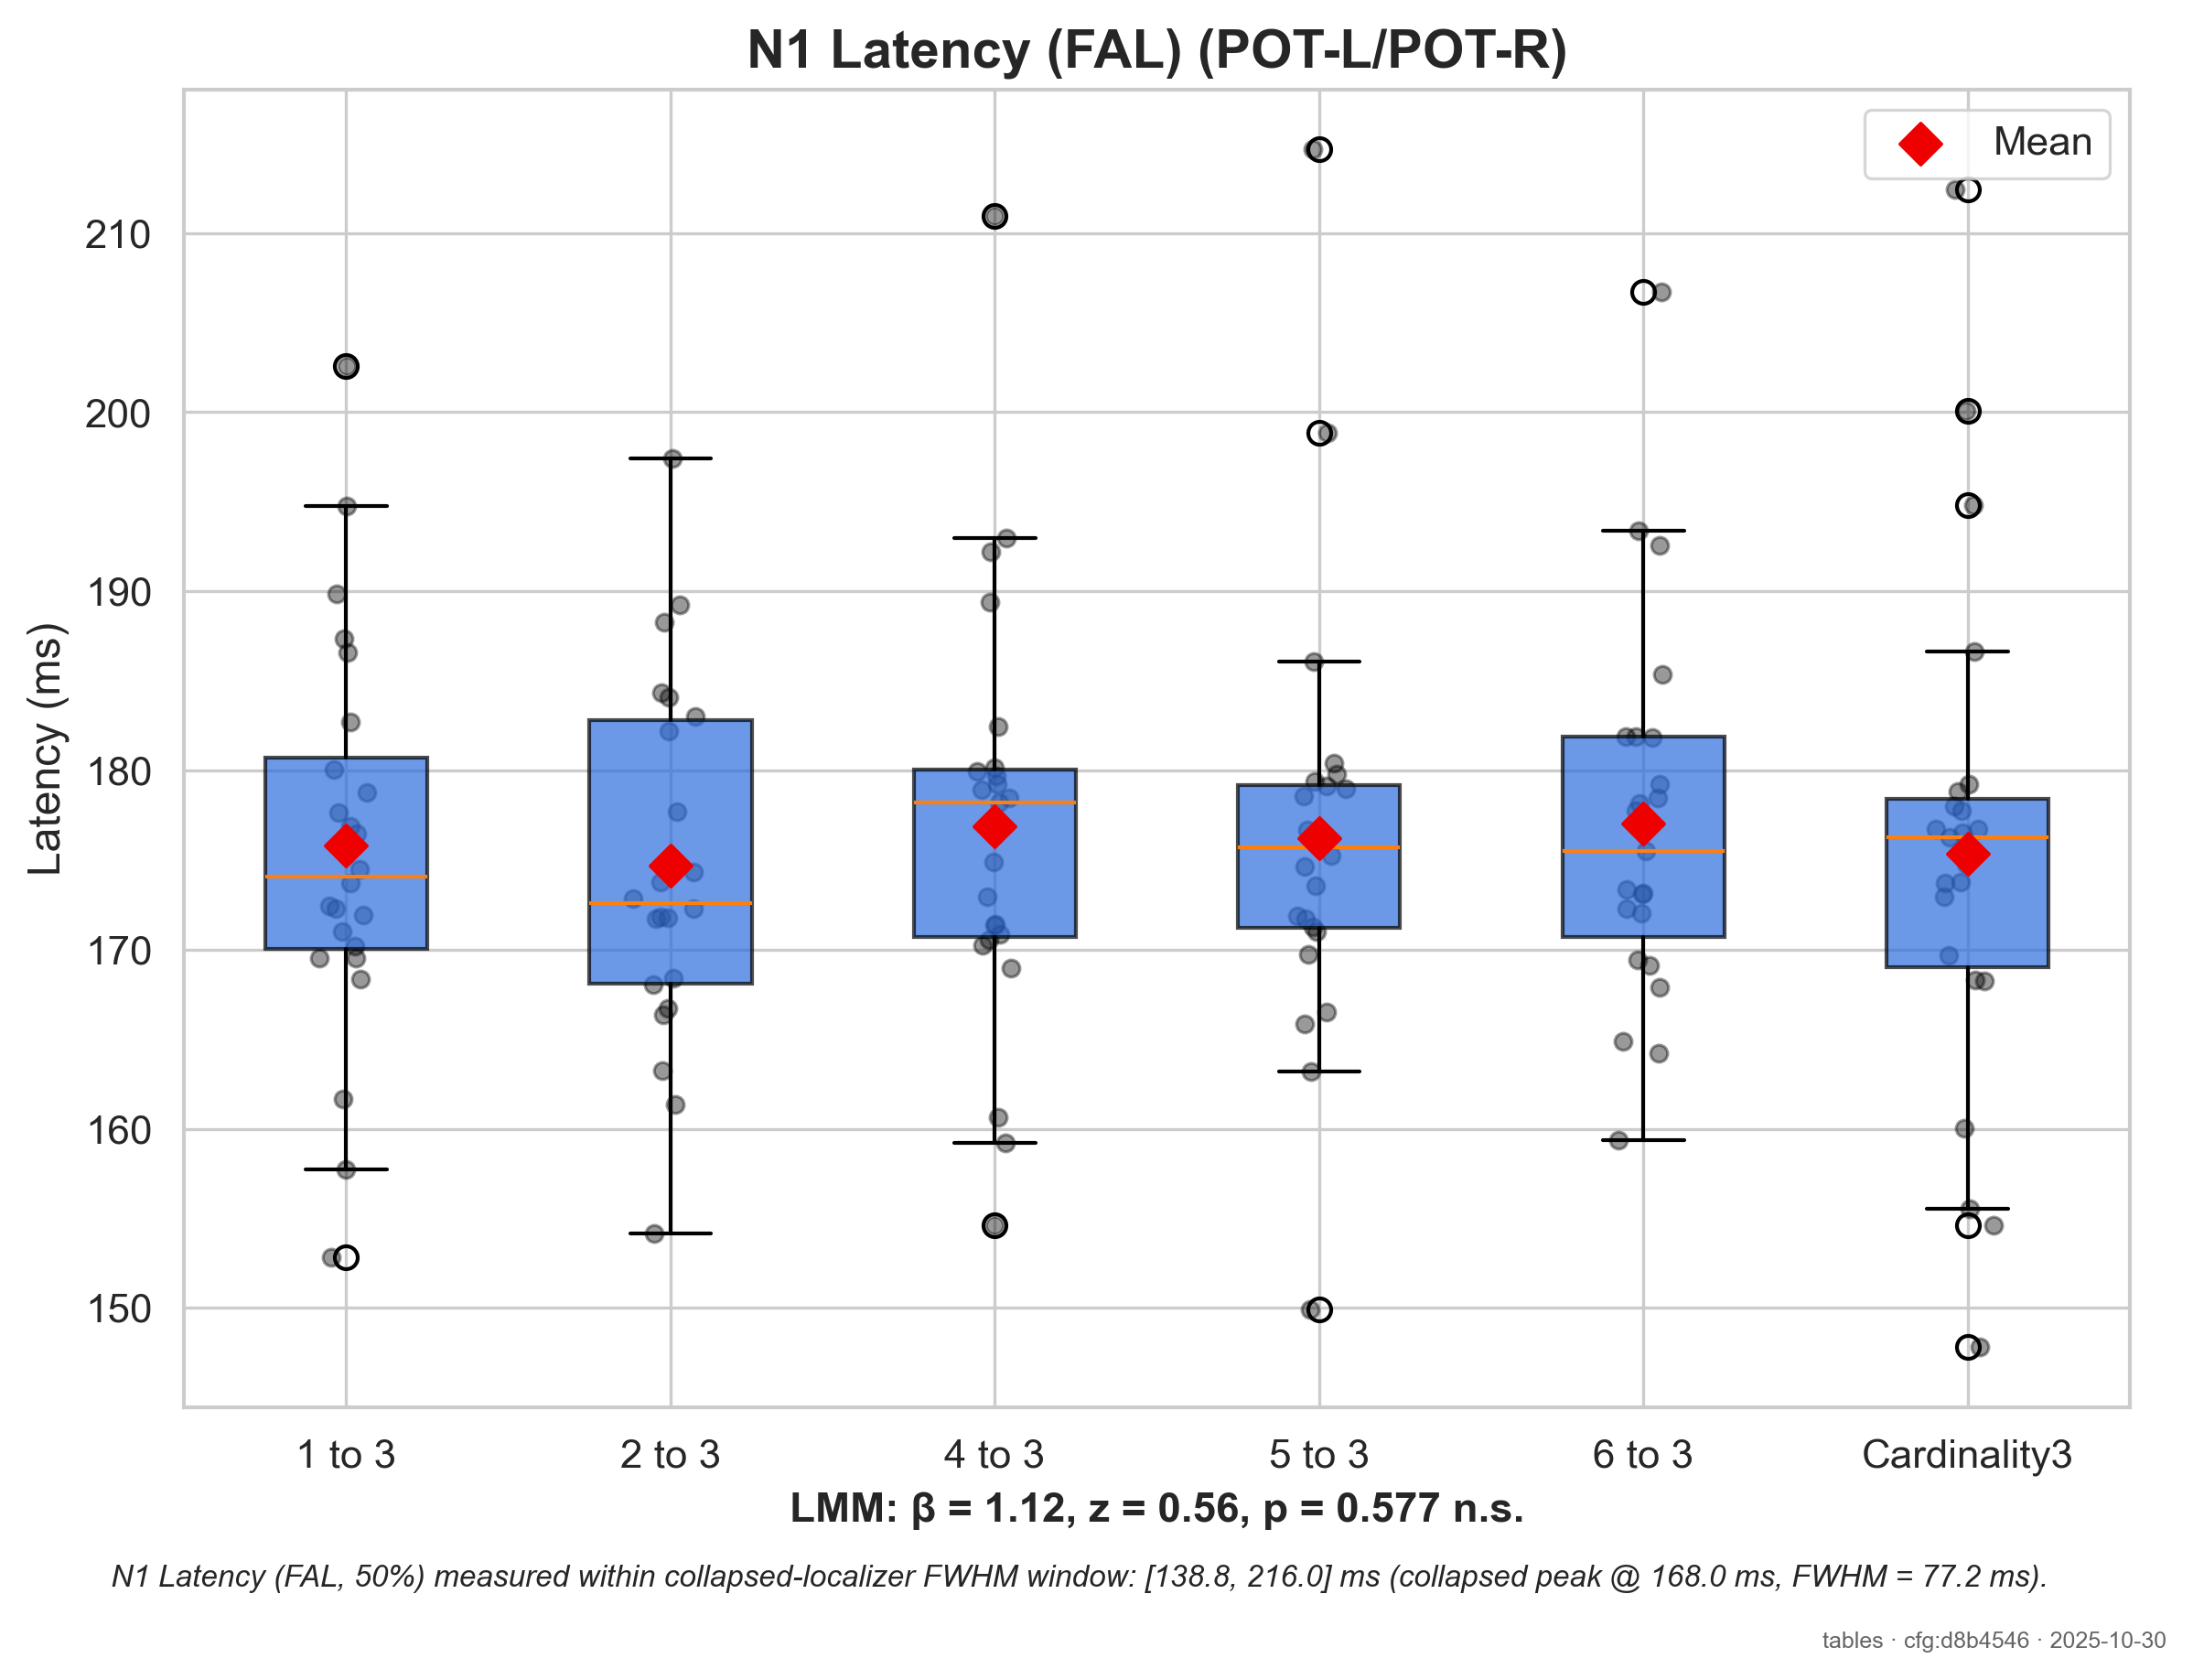 N1 Latency (FAL) (POT-L/POT-R)
Mean
Latency (ms)
210
200
190
180
170
160
150
1 to 3
2 to 3
4 to 3
5 to 3
6 to 3
Cardinality3
LMM: β = 1.12, z = 0.56, p = 0.577 n.s.
N1 Latency (FAL, 50%) measured within collapsed-localizer FWHM window: [138.8, 216.0] ms (collapsed peak @ 168.0 ms, FWHM = 77.2 ms).
tables · cfg:d8b4546 · 2025-10-30